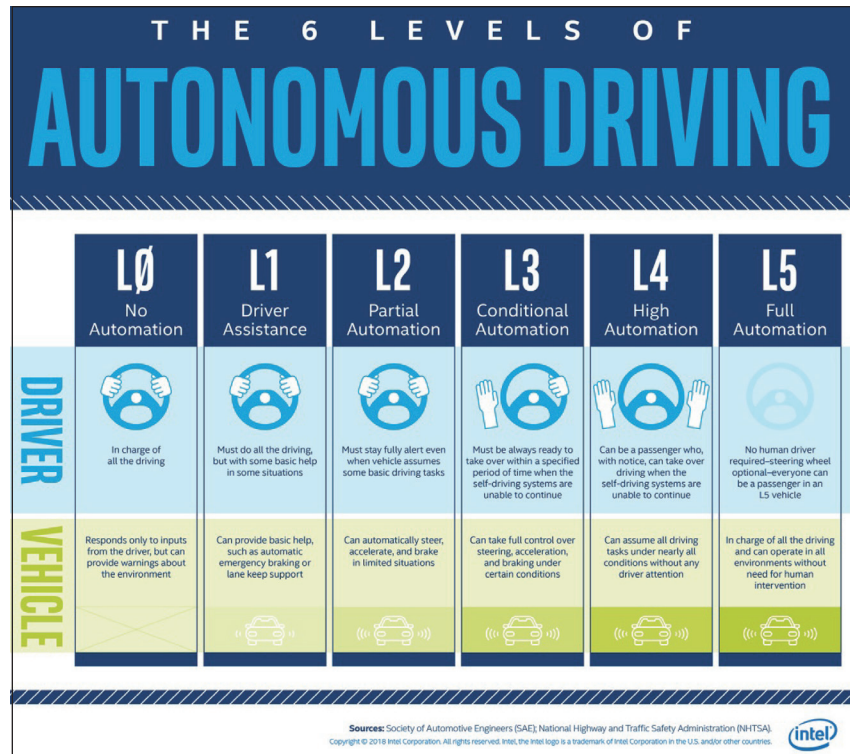 THE 6 LEVELS OF
AUTONOMOUS DRIVING
LØ
No
Automation
L1
Driver
Assistance
L2
Partial
Automation
L3
Conditional
Automation
L4
High
Automation
L5
Full
Automation
DRIVER
In charge of
all the driving
Must do all the driving,
but with some basic help
in some situations
Must stay fully alert even
when vehicle assumes
some basic driving tasks
Must be always ready to
take over within a specified
period of time when the
self-driving systems are
unable to continue
Can be a passenger who,
with notice, can take over
driving when the
self-driving systems are
unable to continue
No human driver
required–steering wheel
optional–everyone can
be a passenger in an
L5 vehicle
VEHICLE
Responds only to inputs
from the driver, but can
provide warnings about
the environment
Can provide basic help,
such as automatic
emergency braking or
lane keep support
Can automatically steer,
accelerate, and brake
in limited situations
Can take full control over
steering, acceleration,
and braking under
certain conditions
Can assume all driving
tasks under nearly all
conditions without any
driver attention
In charge of all the driving
and can operate in all
environments without
need for human
intervention
Sources: Society of Automotive Engineers (SAE); National Highway and Traffic Safety Administration (NHTSA).
Copyright © 2018 Intel Corporation. All rights reserved. Intel, the Intel logo is a trademark of Intel Corporation in the U.S. and/or other countries.
intel